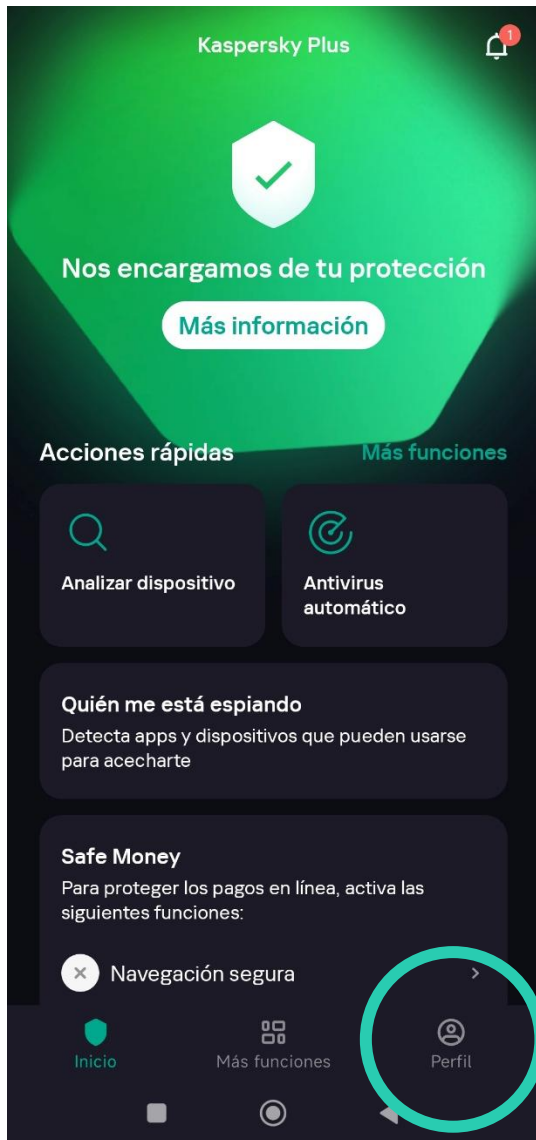 Kaspersky Plus
1
Nos encargamos de tu protección
Más información
Acciones rápidas
Más funciones
Analizar dispositivo
Antivirus
automático
Quién me está espiando
Detecta apps y dispositivos que pueden usarse
para acecharte
Safe Money
Para proteger los pagos en línea, activa las
siguientes funciones:
Navegación segura
Inicio
Más funciones
Perfil